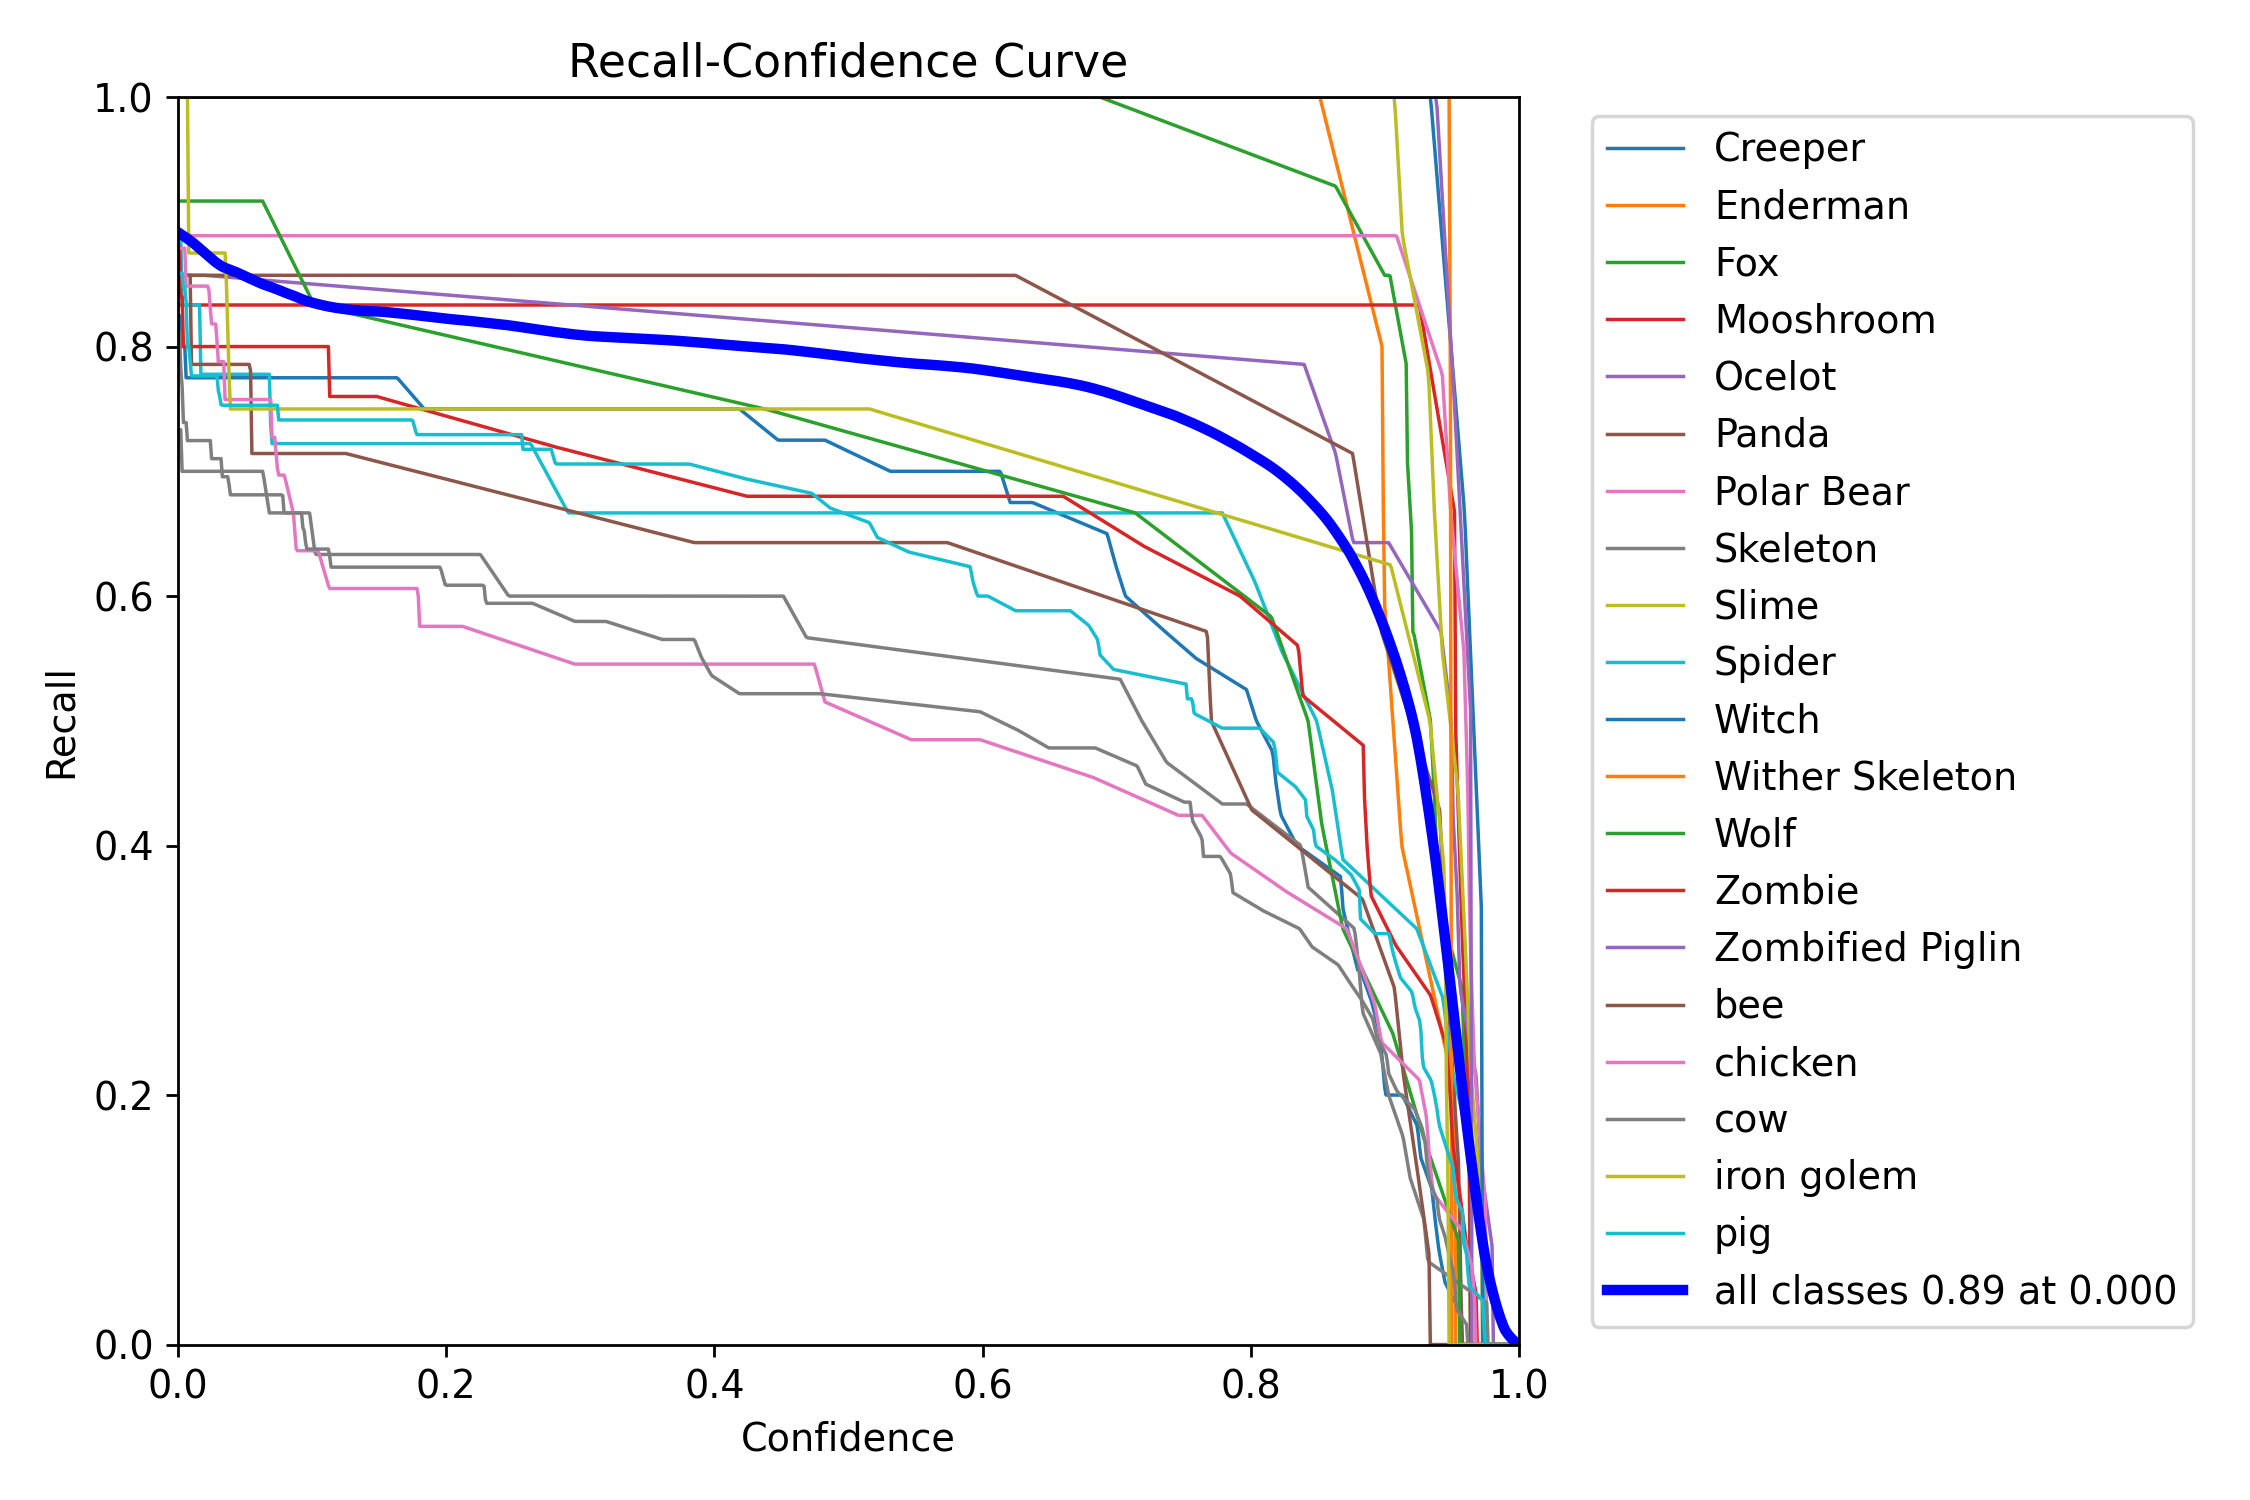 Recall-Confidence Curve
1.0
0.8
0.6
0.4
0.2
0.0
Recall
0.0 0.2 0.4 0.6 0.8 1.0
Confidence
Creeper
Enderman
Fox
Mooshroom
Ocelot
Panda
Polar Bear
Skeleton
Slime
Spider
Witch
Wither Skeleton
Wolf
Zombie
Zombified Piglin
bee
chicken
cow
iron golem
pig
all classes 0.89 at 0.000